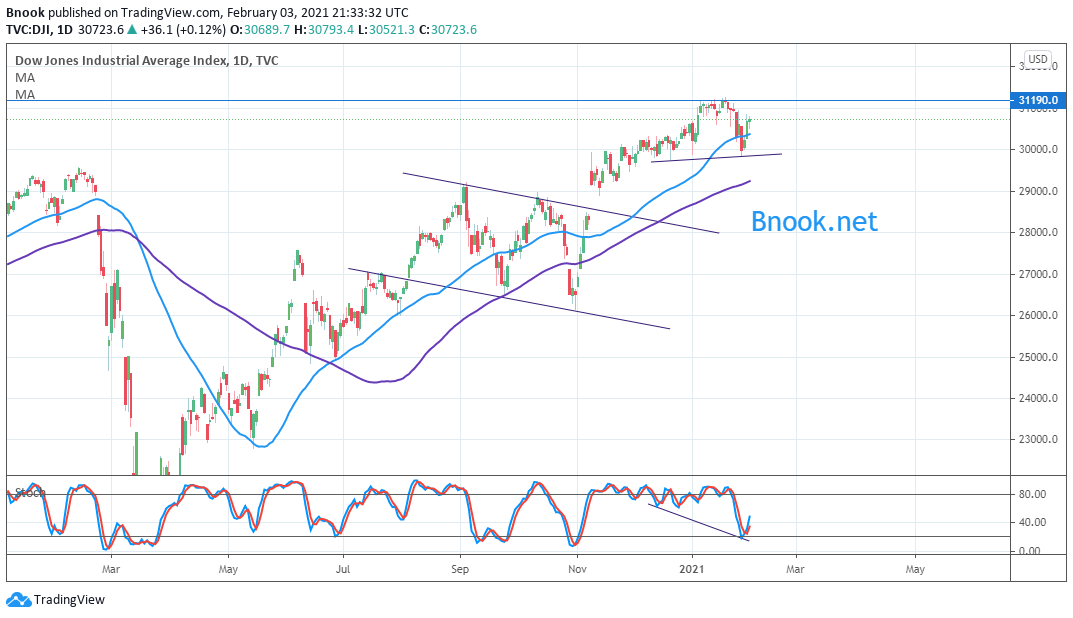 Bnook published on TradingView.com, February 03, 2021 21:33:32 UTC
TVC:DJI, 1D 30723.6 ▲ +36.1 (+0.12%) O:30689.7 H:30793.4 L:30521.3 C:30723.6
Dow Jones Industrial Average Index, 1D, TVC
MA
MA
USD
31190.0
31000.0
30000.0
29000.0
28000.0
27000.0
26000.0
25000.0
24000.0
23000.0
Bnook.net
Stoch
80.00
40.00
0.00
Mar May Jul Sep Nov 2021 Mar May
TradingView